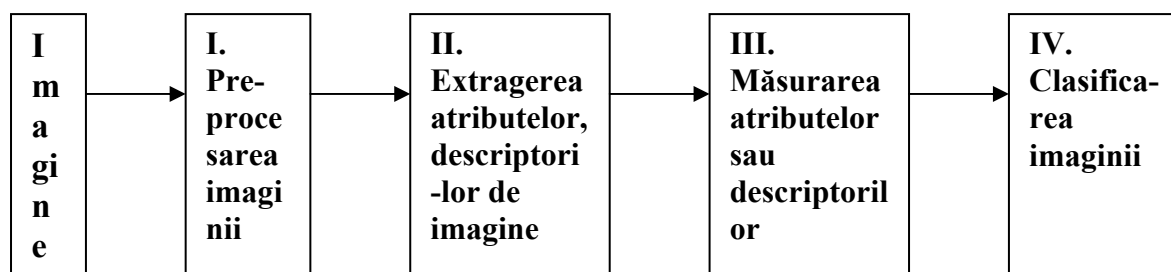 I
m
a
gi
n
e
I.
Pre-
proce
sarea
imagi
nii
II.
Extragerea
atributelor,
descriptori
-lor de
imagine
III.
Măsurarea
atributelor
sau
descriptoril
or
IV.
Clasifica-
rea
imaginii